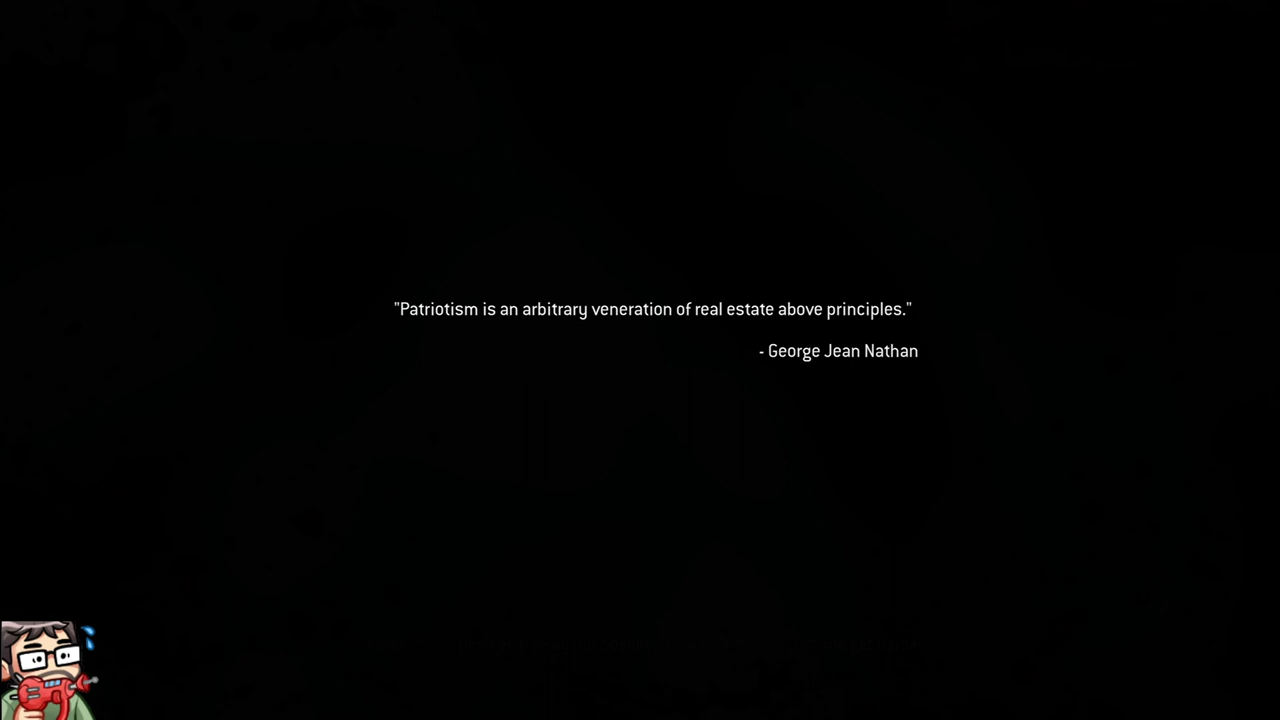 "Patriotism is an arbitrary veneration of real estate above principles."
- George Jean Nathan